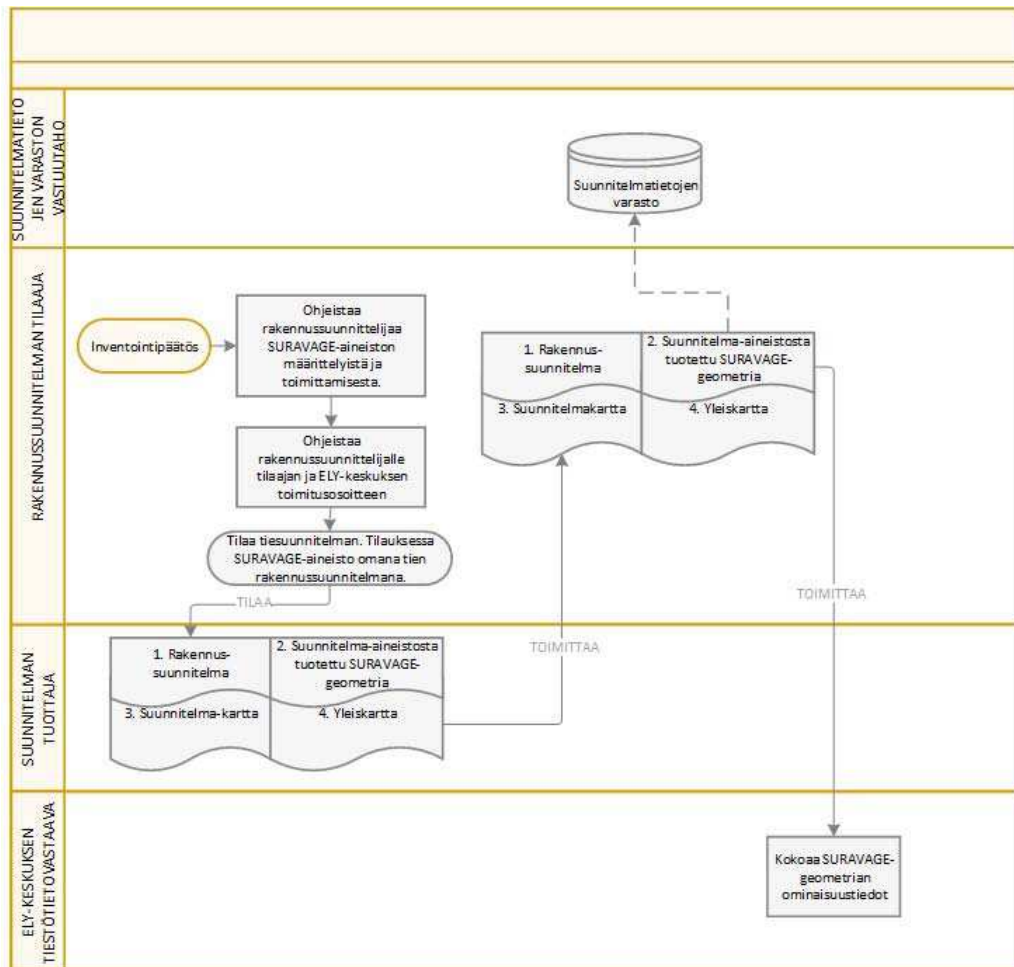 SUUNNITELMATIETO
JEN VARASTON
VASTUUTAHO
Suunnitelmatietojen
varasto
RAKENNUSSUUNNITELMAN TILAAJA
Inventointipäätös
Ohjeistaa
rakennussuunnittelijaa
SURAVAGE-aineiston
määrittelyistä ja
toimittamisesta.
Ohjeistaa
rakennussuunnittelijalle
tilaajan ja ELY-keskuksen
toimitusosoitteen
Tilaa tiesuunnitelman. Tilauksessa
SURAVAGE-aineisto omana tien
rakennussuunnitelmana.
TILAA
1. Rakennus-
suunnitelma
2. Suunnitelma-aineistosta
tuotettu SURAVAGE-
geometria
3. Suunnitelmakartta
4. Yleiskartta
TOIMITTAA
SUUNNITELMAN
TUOTTAJA
1. Rakennus-
suunnitelma
2. Suunnitelma-aineistosta
tuotettu SURAVAGE-
geometria
3. Suunnitelma-kartta
4. Yleiskartta
TOIMITTAA
ELY-KESKUKSEN
TIESTÖTIETOVASTAAVA
Kokoaa SURAVAGE-
geometrian
ominaisuustiedot